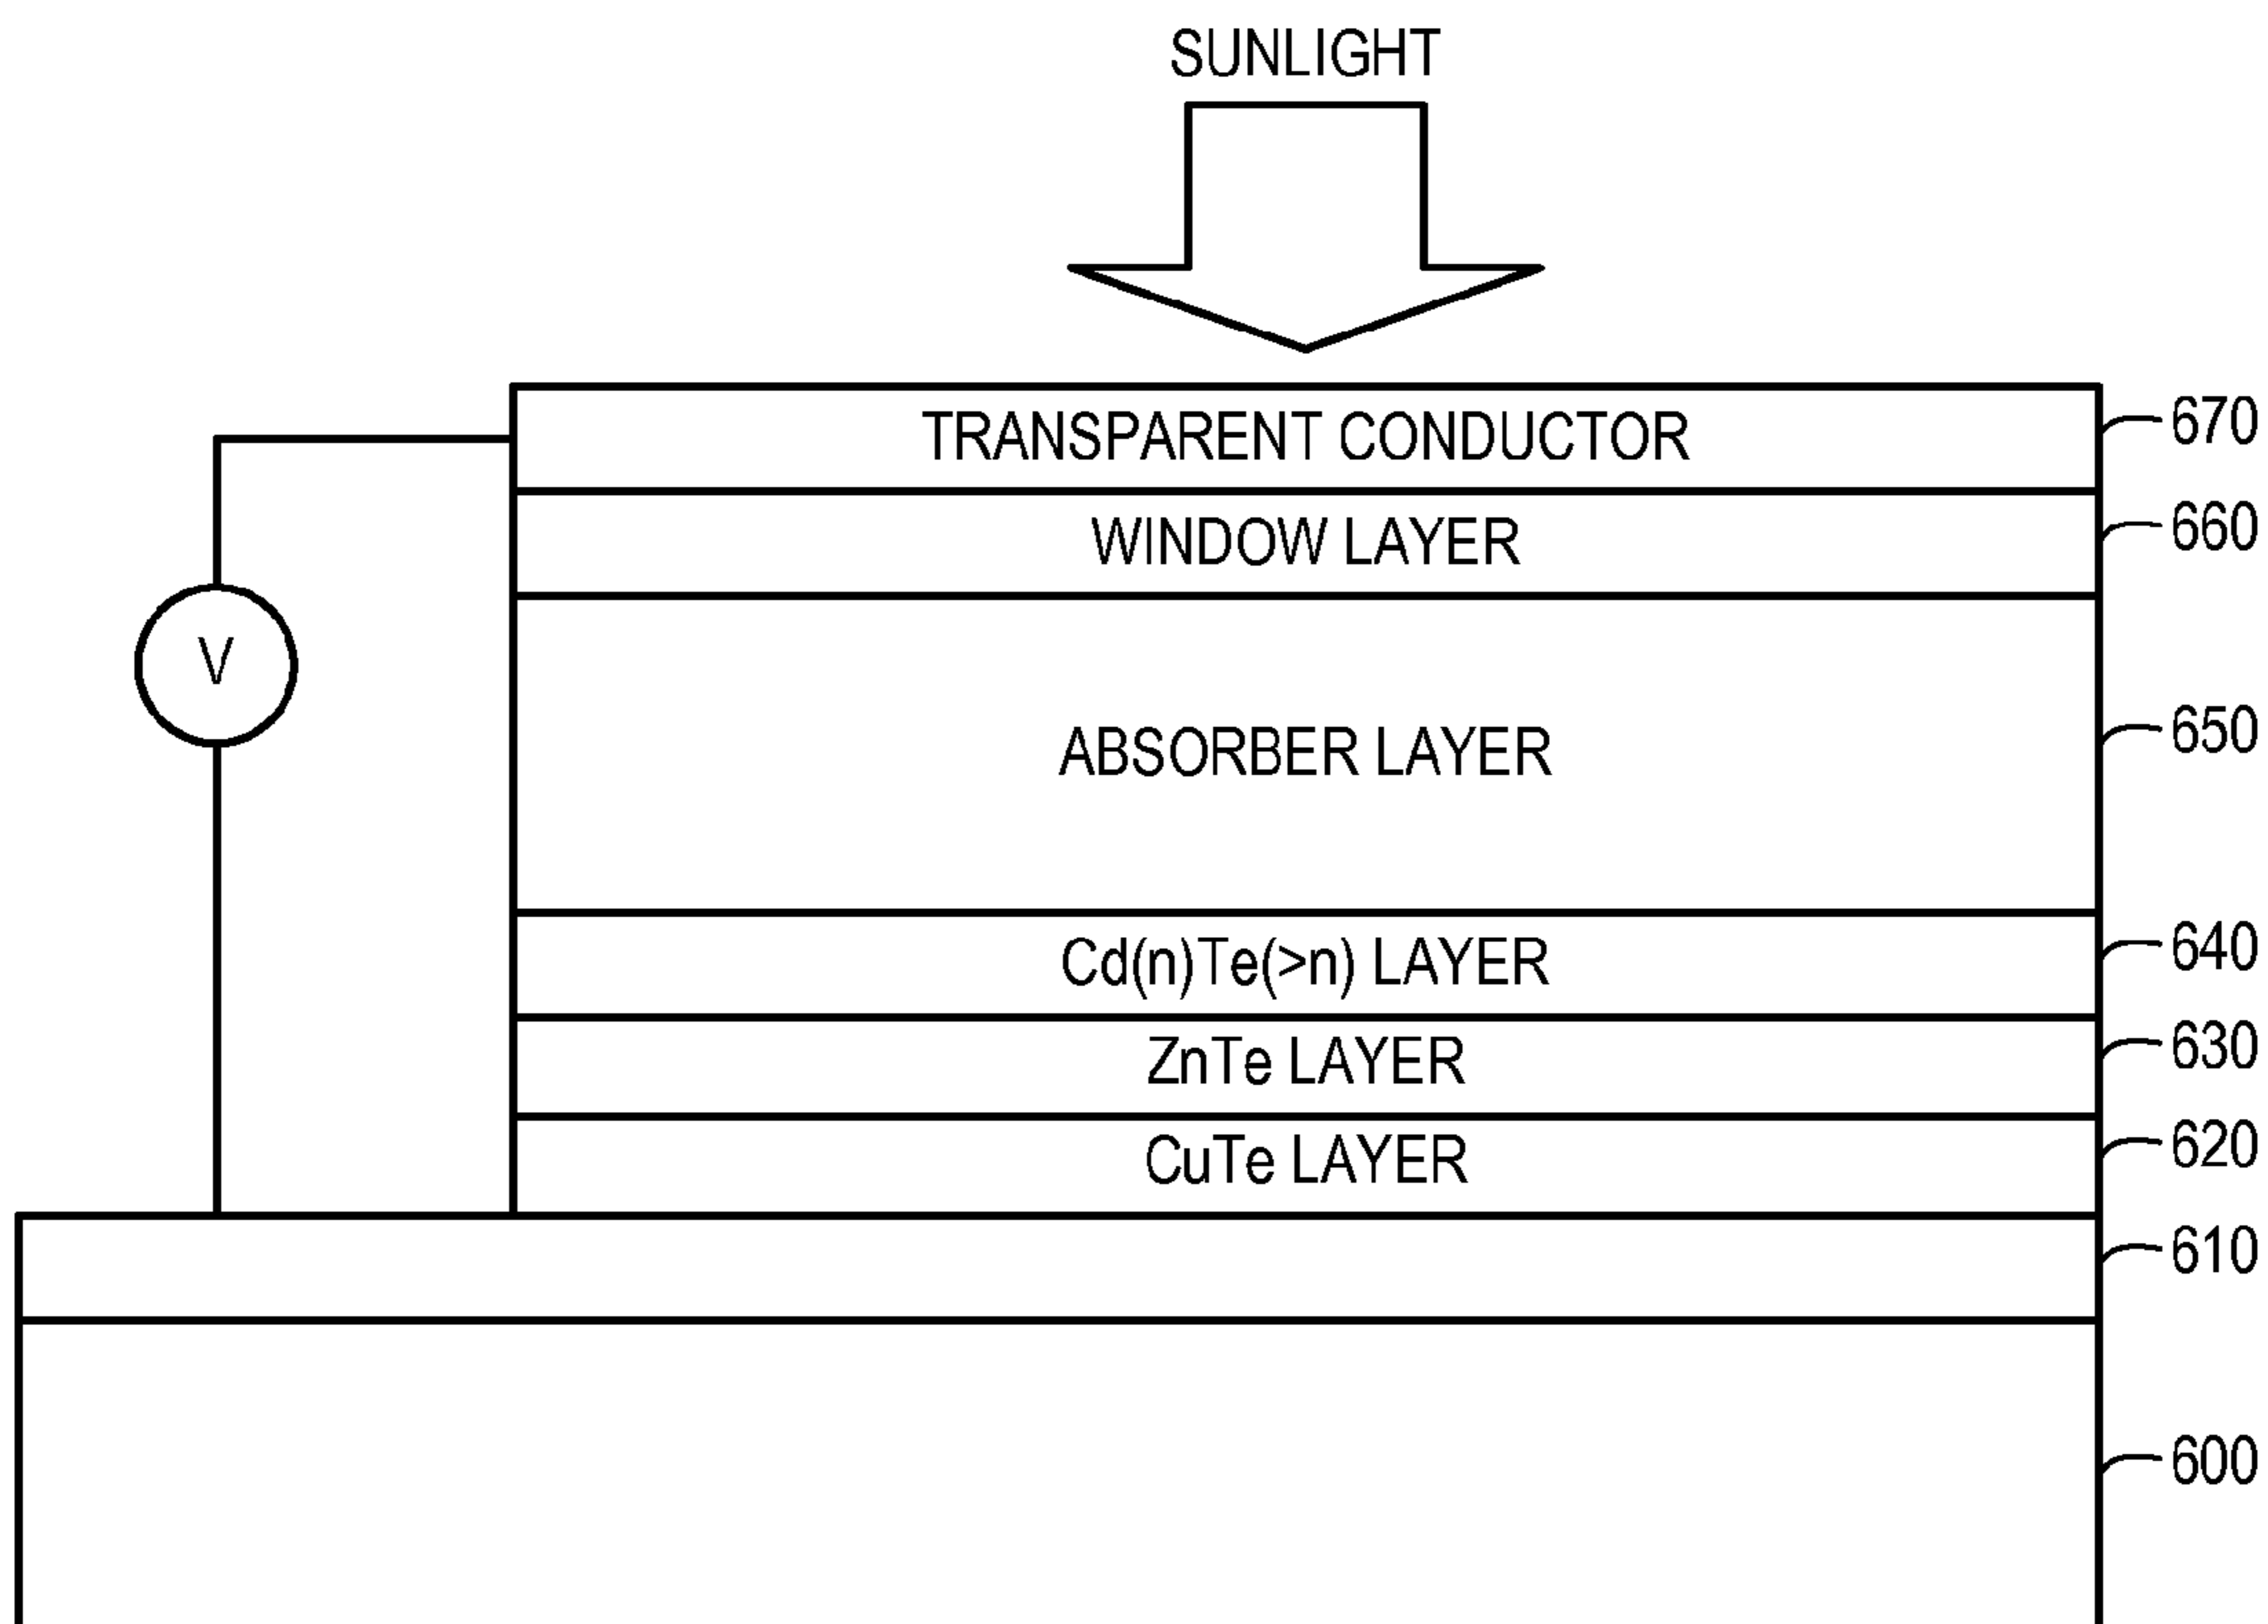 SUNLIGHT
TRANSPARENT CONDUCTOR
670
WINDOW LAYER
660
V
ABSORBER LAYER
650
Cd(n)Te(>n) LAYER
640
ZnTe LAYER
630
CuTe LAYER
620
610
600